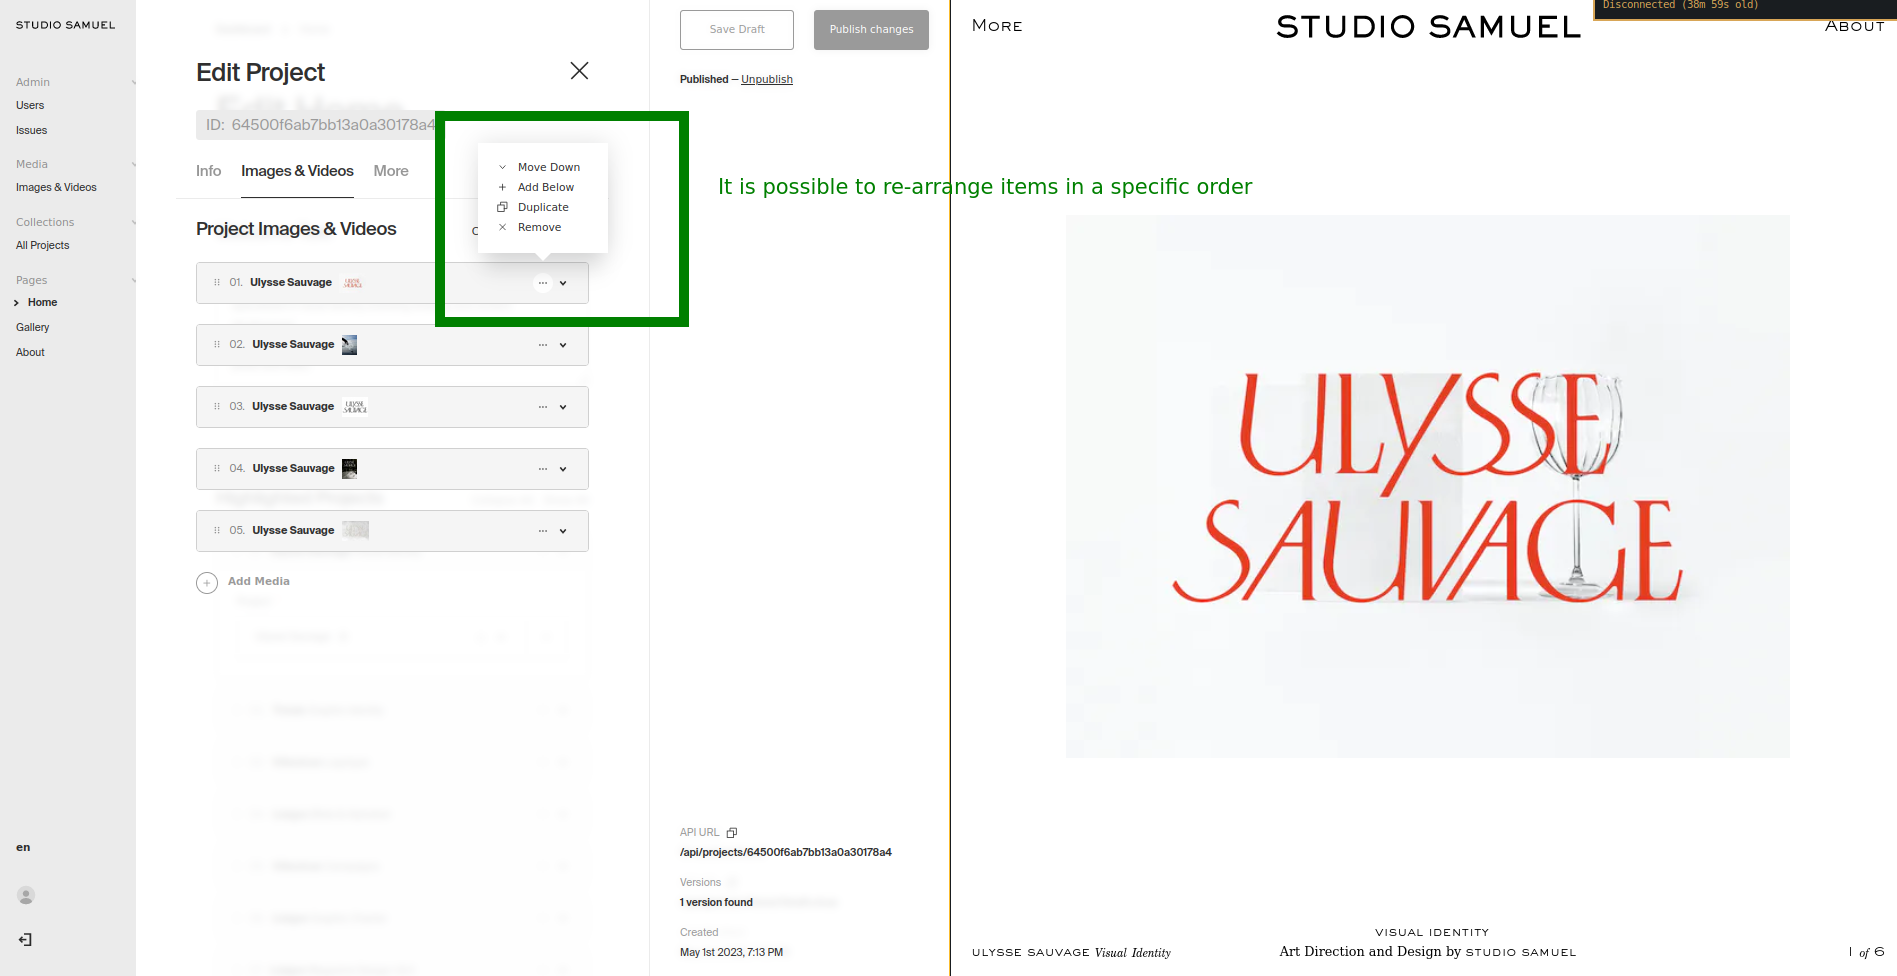 STUDIO SAMUEL
Admin
Users
Issues
Media
Images & Videos
Collections
All Projects
Pages
Home
Gallery
About
en
Edit Project
ID: 64500f6ab7bb13a0a30178a4
Info
Images & Videos
More
Project Images & Videos
Move Down
Add Below
Duplicate
Remove
01. Ulysse Sauvage
02. Ulysse Sauvage
03. Ulysse Sauvage
04. Ulysse Sauvage
05. Ulysse Sauvage
Add Media
Save Draft
Publish changes
Published — Unpublish
It is possible to re-arrange items in a specific order
API URL
/api/projects/64500f6ab7bb13a0a30178a4
Versions
1 version found
Created
May 1st 2023, 7:13 PM
Disconnected (38m 59s old)
More
STUDIO SAMUEL
About
ULYSSE
SAUVAGE
VISUAL IDENTITY
ULYSSE SAUVAGE Visual Identity
Art Direction and Design by STUDIO SAMUEL
1 of 6